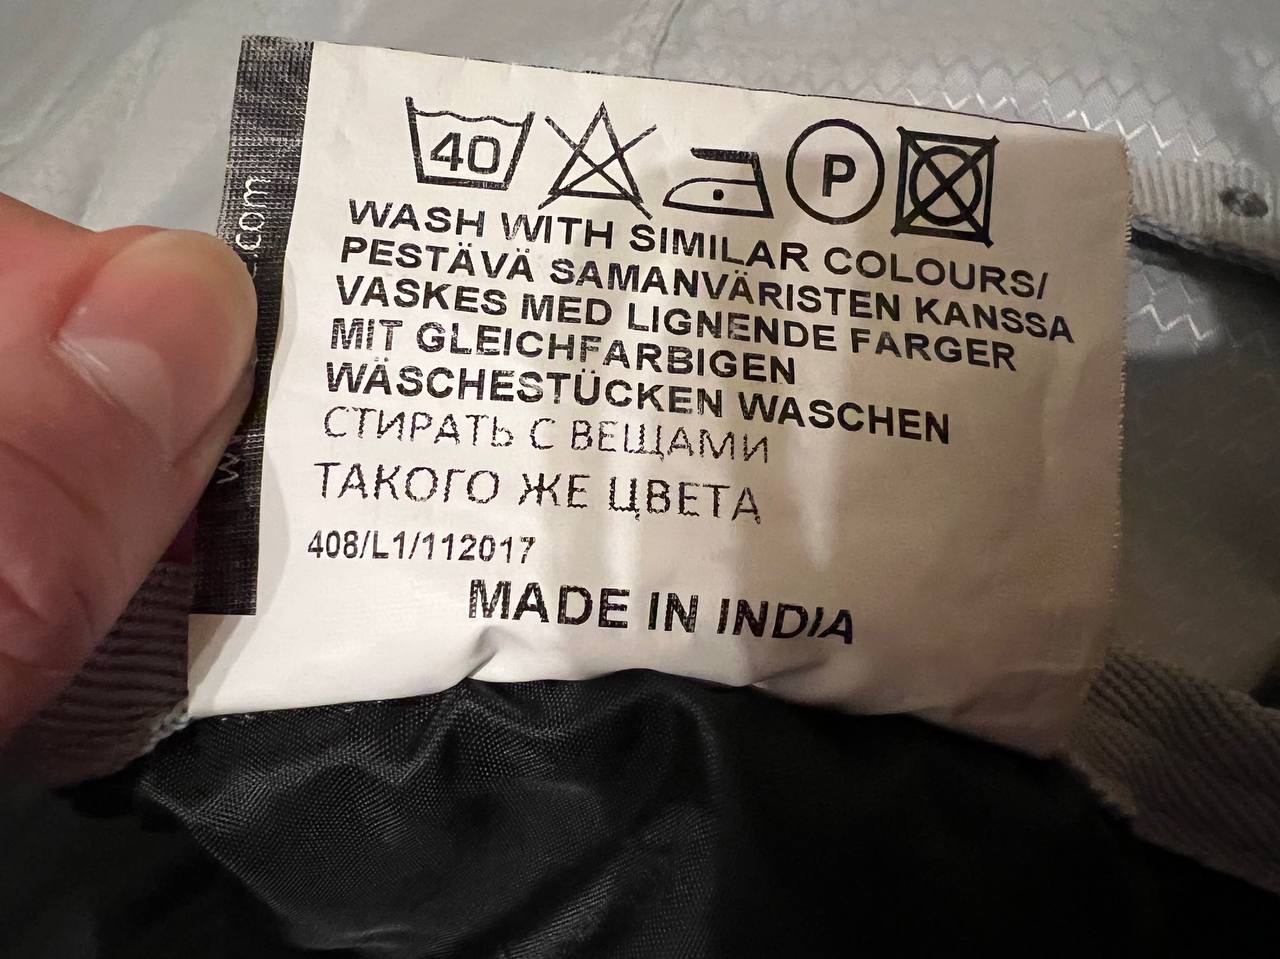 40
P
WASH WITH SIMILAR COLOURS/
PESTÄVÄ SAMANVÄRISTEN KANSSA
VASKES MED LIGNENDE FARGER
MIT GLEICHFARBIGEN
WÄSCHESTÜCKEN WASCHEN
СТИРАТЬ С ВЕЩАМИ
ТАКОГО ЖЕ ЦВЕТА
408/L1/112017
MADE IN INDIA
.com